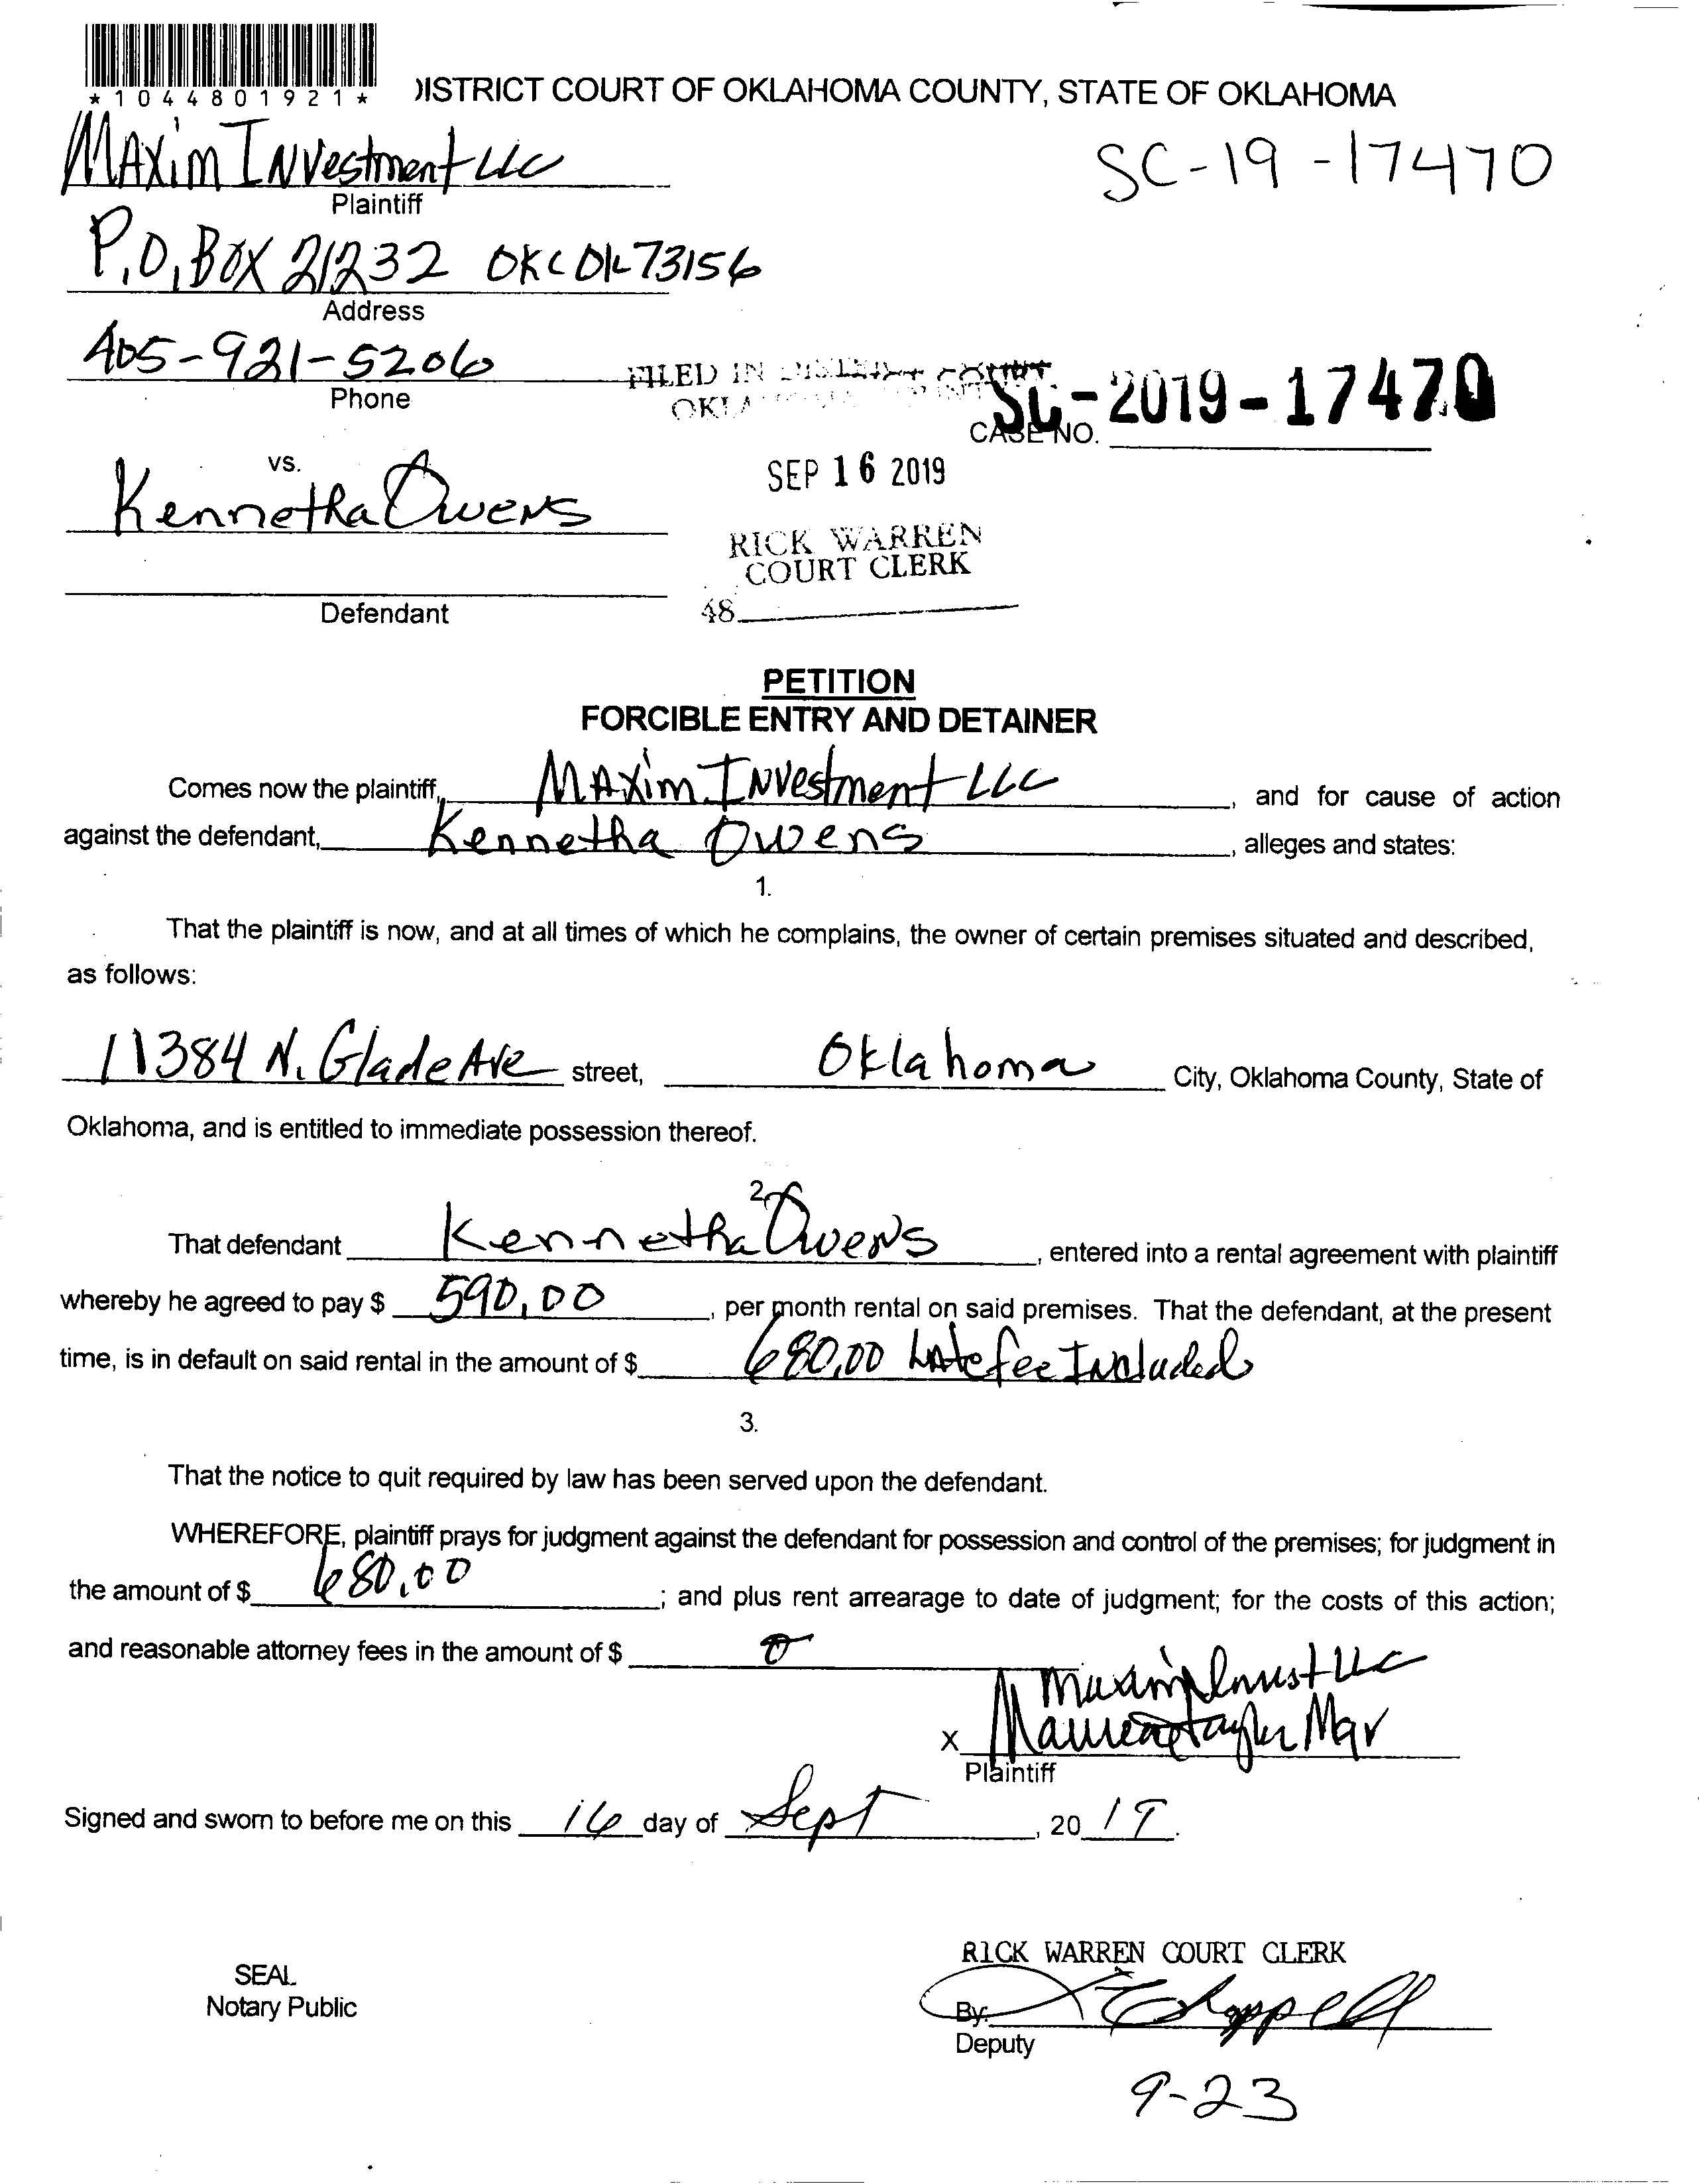 *1044801921*
DISTRICT COURT OF OKLAHOMA COUNTY, STATE OF OKLAHOMA
Maxim Investment LLC
SC-19-17470
Plaintiff
P.O. Box 21232 OKC OK 73156
Address
405-921-5206
Phone
FILED IN DISTRICT COURT
SC-2019-17470
CASE NO.
SEP 16 2019
vs.
Kennetha Owens
RICK WARREN
COURT CLERK
48
Defendant
PETITION
FORCIBLE ENTRY AND DETAINER
Comes now the plaintiff, Maxim Investment LLC, and for cause of action
against the defendant, Kennetha Owens, alleges and states:
1.
That the plaintiff is now, and at all times of which he complains, the owner of certain premises situated and described,
as follows:
11384 N. Glade Ave street, Oklahoma City, Oklahoma County, State of
Oklahoma, and is entitled to immediate possession thereof.
2.
That defendant Kennetha Owens, entered into a rental agreement with plaintiff
whereby he agreed to pay $ 590.00, per month rental on said premises. That the defendant, at the present
time, is in default on said rental in the amount of $ 680.00 Late fee Included
3.
That the notice to quit required by law has been served upon the defendant.
WHEREFORE, plaintiff prays for judgment against the defendant for possession and control of the premises; for judgment in
the amount of $ 680.00; and plus rent arrearage to date of judgment; for the costs of this action;
and reasonable attorney fees in the amount of $ 0
Maxim Invest LLC
x Maureen Taylor Mgr
Plaintiff
Signed and sworn to before me on this 16 day of Sept, 2019.
RICK WARREN COURT CLERK
SEAL
Notary Public
By: Chappell
Deputy
9-23